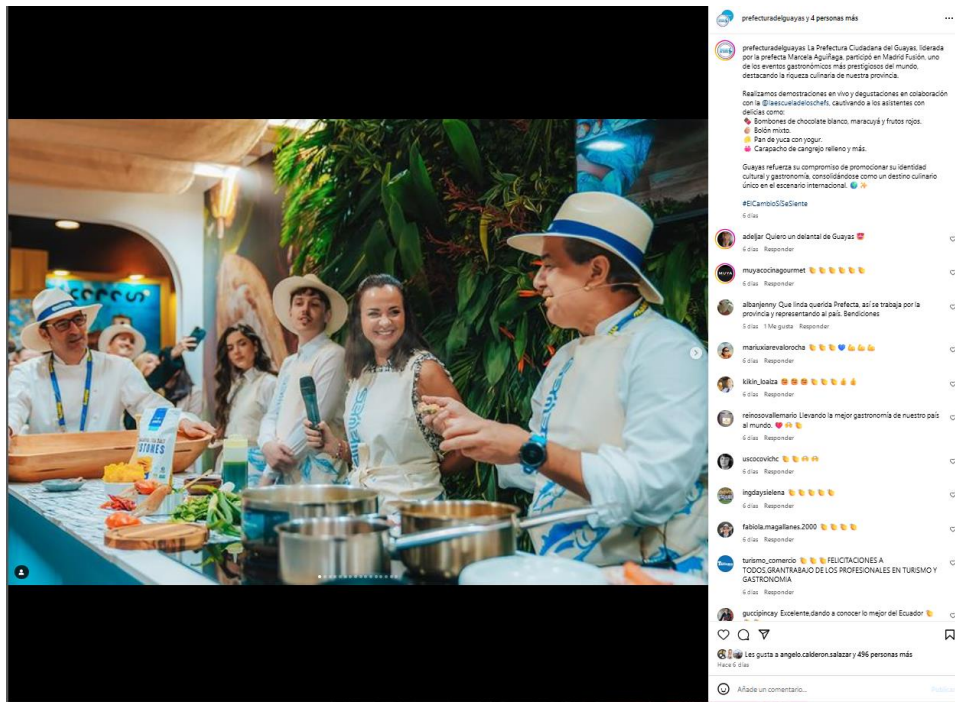 prefecturadelguayas y 4 personas más
prefecturadelguayas La Prefectura Ciudadana del Guayas, liderada
por la prefecta Marcela Aguiñaga, participó en Madrid Fusión, uno
de los eventos gastronómicos más prestigiosos del mundo,
destacando la riqueza culinaria de nuestra provincia.
Realizamos demostraciones en vivo y degustaciones en colaboración
con la @laescueladeloschefs, cautivando a los asistentes con
delicias como:
🍫 Bombones de chocolate blanco, maracuyá y frutos rojos.
Bolón mixto.
Pan de yuca con yogur.
🦀 Carapacho de cangrejo relleno y más.
Guayas refuerza su compromiso de promocionar su identidad
cultural y gastronomía, consolidándose como un destino culinario
único en el escenario internacional. 🌍 ✨
#ElCambioSíSeSiente
6 días
adeljar Quiero un delantal de Guayas
6 días Responder
muyacocinagourmet 👏👏👏👏👏👏
6 días Responder
albanjenny Que linda querida Prefecta, así se trabaja por la
provincia y representando al país. Bendiciones
5 días 1 Me gusta Responder
mariuxiarevalorocha 👏👏👏💙💪💪💪
6 días Responder
kikin_loaiza
6 días Responder
reinosovallemario Llevando la mejor gastronomía de nuestro país
al mundo.
6 días Responder
uscocovichc 👏👏🙌🙌
6 días Responder
ingdaysielena 👏👏👏👏👏
6 días Responder
fabiola.magallanes.2000 👏👏👏👏
6 días Responder
turismo_comercio 👏👏👏FELICITACIONES A
TODOS.GRANTRABAJO DE LOS PROFESIONALES EN TURISMO Y
GASTRONOMIA
6 días Responder
guccipincay Excelente,dando a conocer lo mejor del Ecuador 👏
Les gusta a angelo.calderon.salazar y 496 personas más
Hace 6 días
Añade un comentario...
Publicar